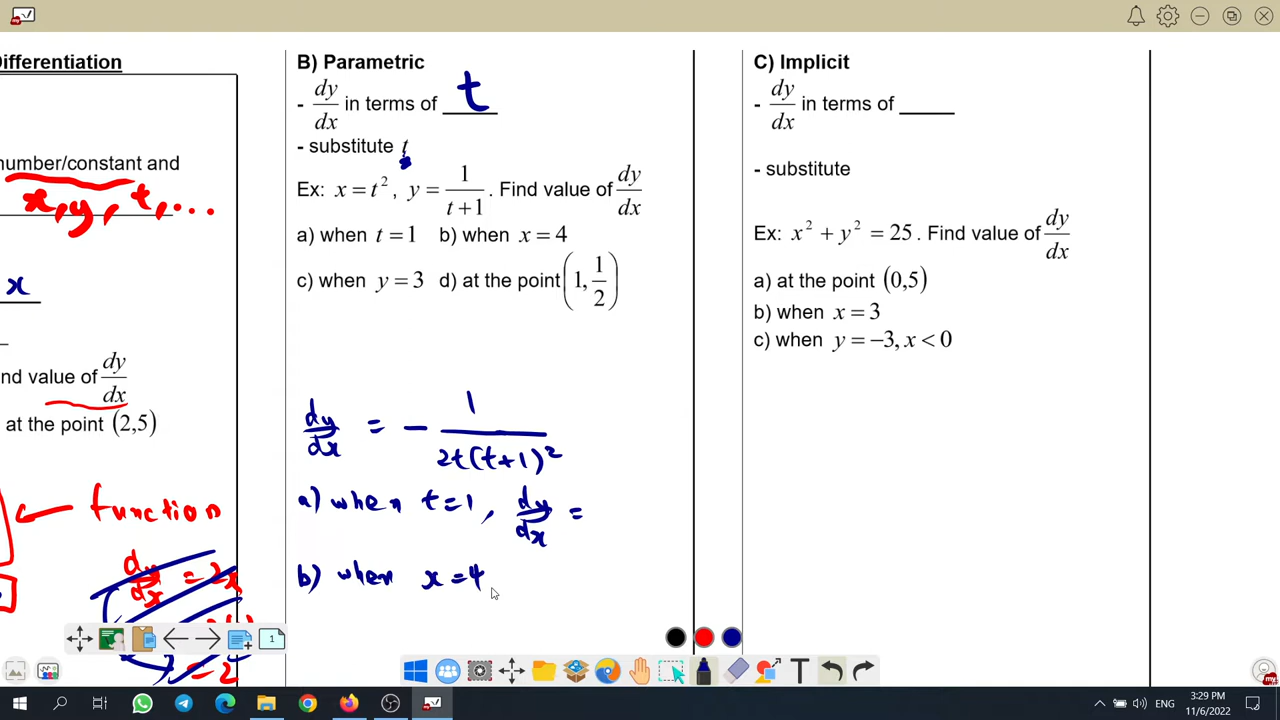 Differentiation
number/constant and
x, y, t, ...
x
find value of dy/dx
at the point (2,5)
← function
dy/dx = 2x
= 2
B) Parametric
- dy/dx in terms of t
- substitute t
Ex: x = t², y = 1/(t+1). Find value of dy/dx
a) when t = 1 b) when x = 4
c) when y = 3 d) at the point (1, 1/2)
dy/dx = - 1/(2t(t+1)²)
a) when t=1, dy/dx =
b) when x=4
C) Implicit
- dy/dx in terms of ______
- substitute
Ex: x² + y² = 25. Find value of dy/dx
a) at the point (0,5)
b) when x = 3
c) when y = −3, x < 0
1
T
ENG
3:29 PM
11/6/2022